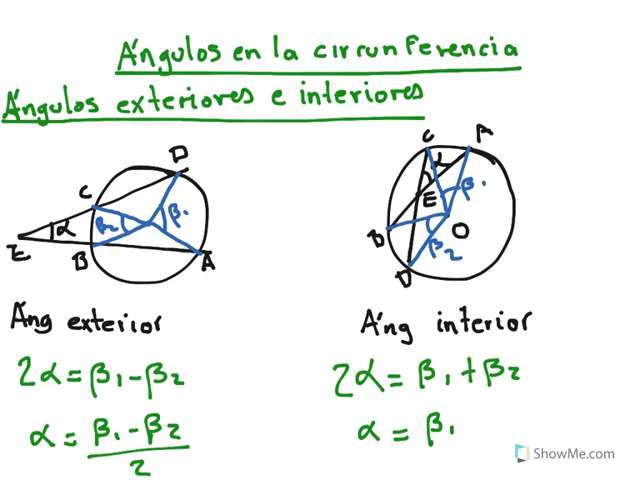 Ángulos en la circunferencia
Ángulos exteriores e interiores
D
C
β1
α
β2
E
B
A
C
A
α
β1
E
B
O
β2
D
Áng exterior
Áng interior
2α = β1 - β2
2α = β1 + β2
α = β1 - β2
2
α = β1
ShowMe.com